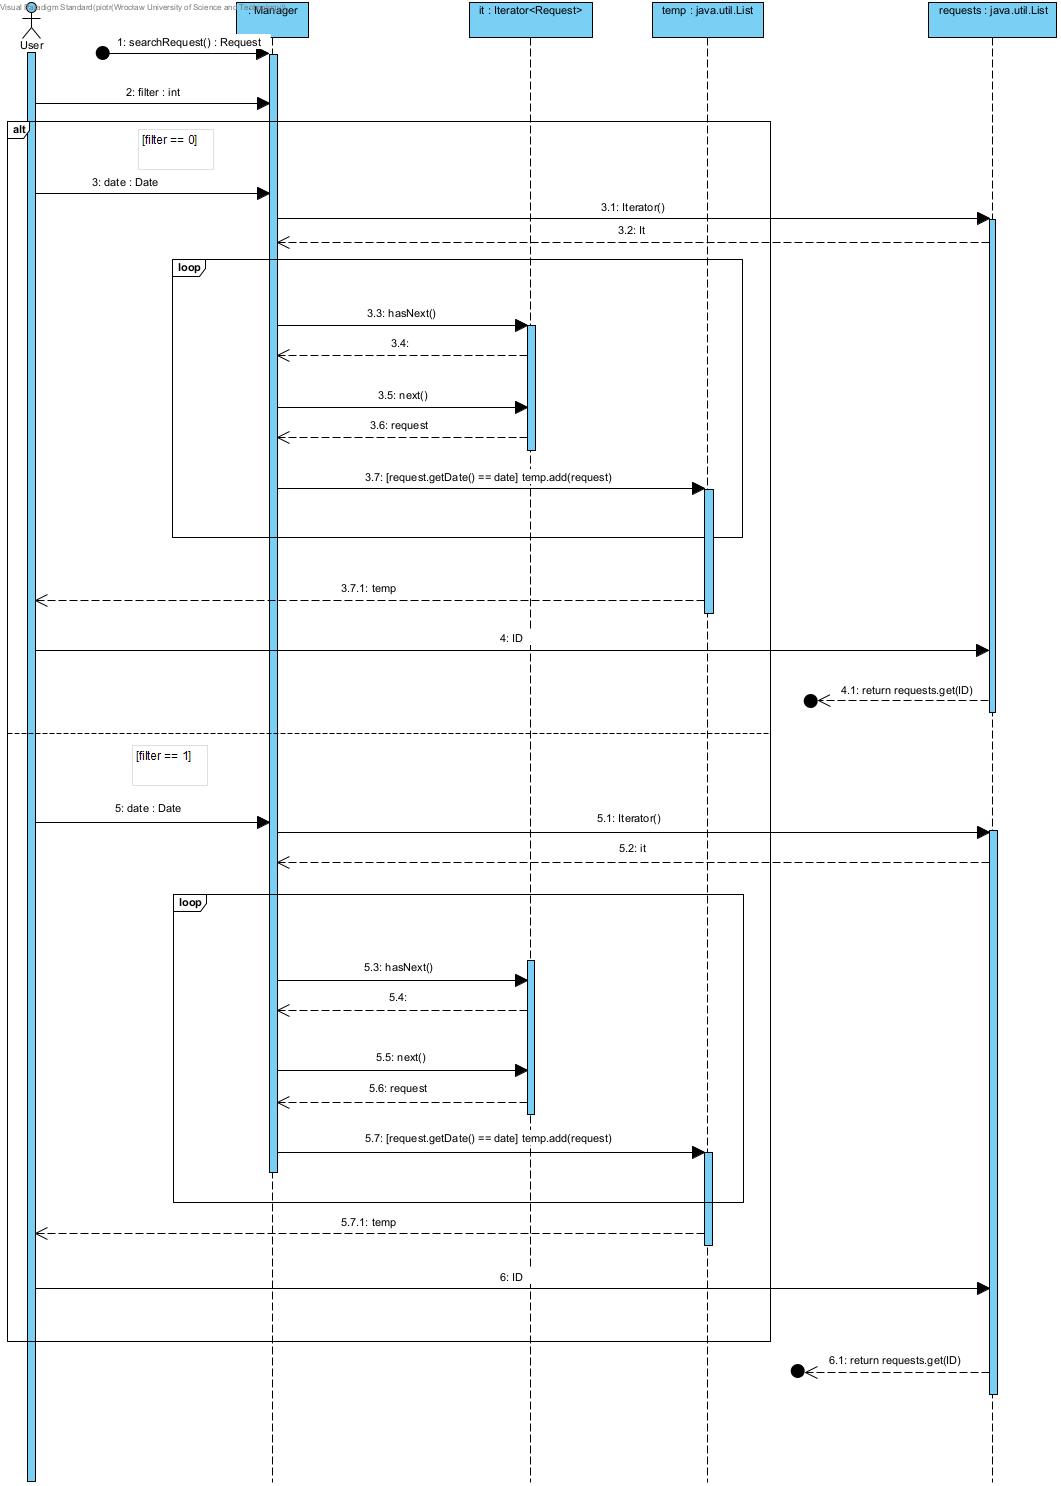 Visual Paradigm Standard(piotr(Wrocław University of Science and Technology))
: Manager
it : Iterator<Request>
temp : java.util.List
requests : java.util.List
User
1: searchRequest() : Request
2: filter : int
alt
[filter == 0]
3: date : Date
3.1: Iterator()
3.2: It
loop
3.3: hasNext()
3.4:
3.5: next()
3.6: request
3.7: [request.getDate() == date] temp.add(request)
3.7.1: temp
4: ID
4.1: return requests.get(ID)
[filter == 1]
5: date : Date
5.1: Iterator()
5.2: it
loop
5.3: hasNext()
5.4:
5.5: next()
5.6: request
5.7: [request.getDate() == date] temp.add(request)
5.7.1: temp
6: ID
6.1: return requests.get(ID)